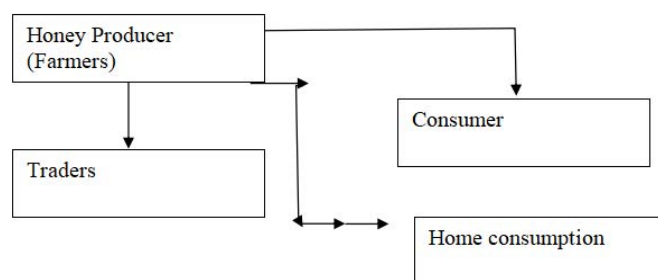 Honey Producer
(Farmers)
Consumer
Traders
Home consumption